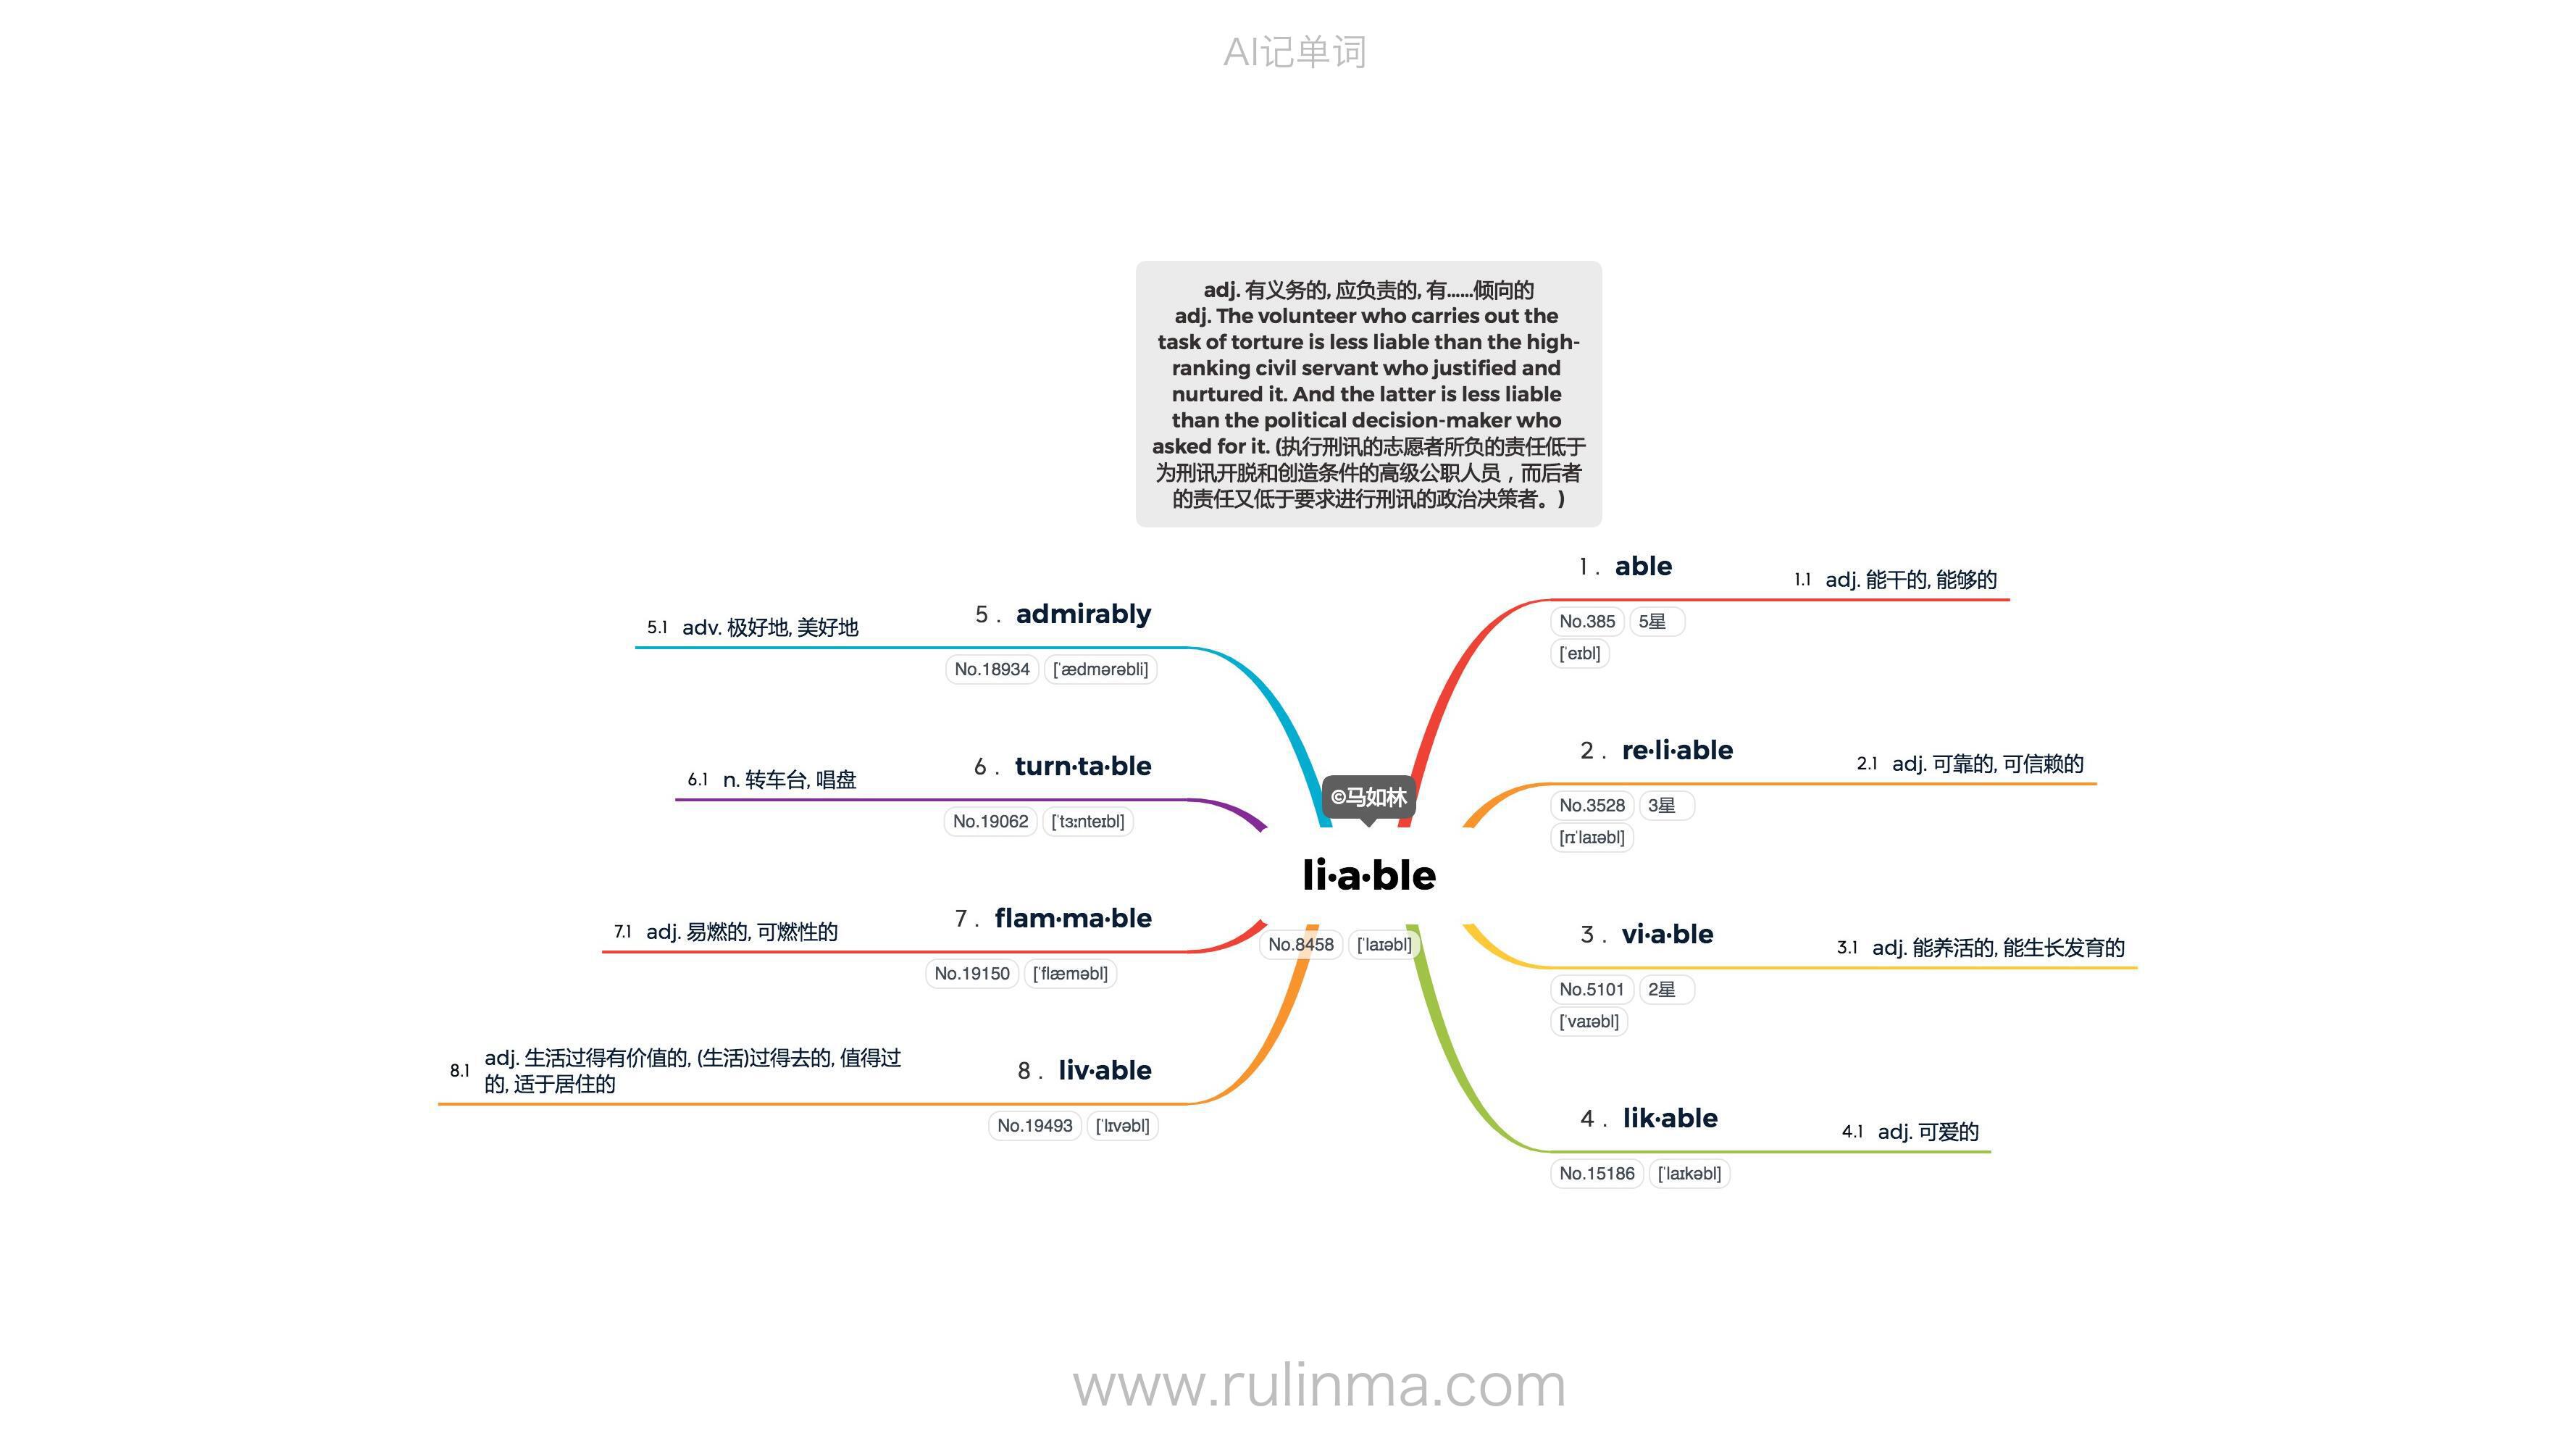 AI记单词
adj. 有义务的, 应负责的, 有……倾向的
adj. The volunteer who carries out the
task of torture is less liable than the high-
ranking civil servant who justified and
nurtured it. And the latter is less liable
than the political decision-maker who
asked for it. (执行刑讯的志愿者所负的责任低于
为刑讯开脱和创造条件的高级公职人员，而后者
的责任又低于要求进行刑讯的政治决策者。)
©马如林
li·a·ble
No.8458 [ˈlaɪəbl]
1 . able
1.1 adj. 能干的, 能够的
No.385 5星
[ˈeɪbl]
2 . re·li·able
2.1 adj. 可靠的, 可信赖的
No.3528 3星
[rɪˈlaɪəbl]
3 . vi·a·ble
3.1 adj. 能养活的, 能生长发育的
No.5101 2星
[ˈvaɪəbl]
4 . lik·able
4.1 adj. 可爱的
No.15186 [ˈlaɪkəbl]
5 . admirably
5.1 adv. 极好地, 美好地
No.18934 [ˈædmərəbli]
6 . turn·ta·ble
6.1 n. 转车台, 唱盘
No.19062 [ˈtɜːnteɪbl]
7 . flam·ma·ble
7.1 adj. 易燃的, 可燃性的
No.19150 [ˈflæməbl]
8 . liv·able
8.1 adj. 生活过得有价值的, (生活)过得去的, 值得过
的, 适于居住的
No.19493 [ˈlɪvəbl]
www.rulinma.com